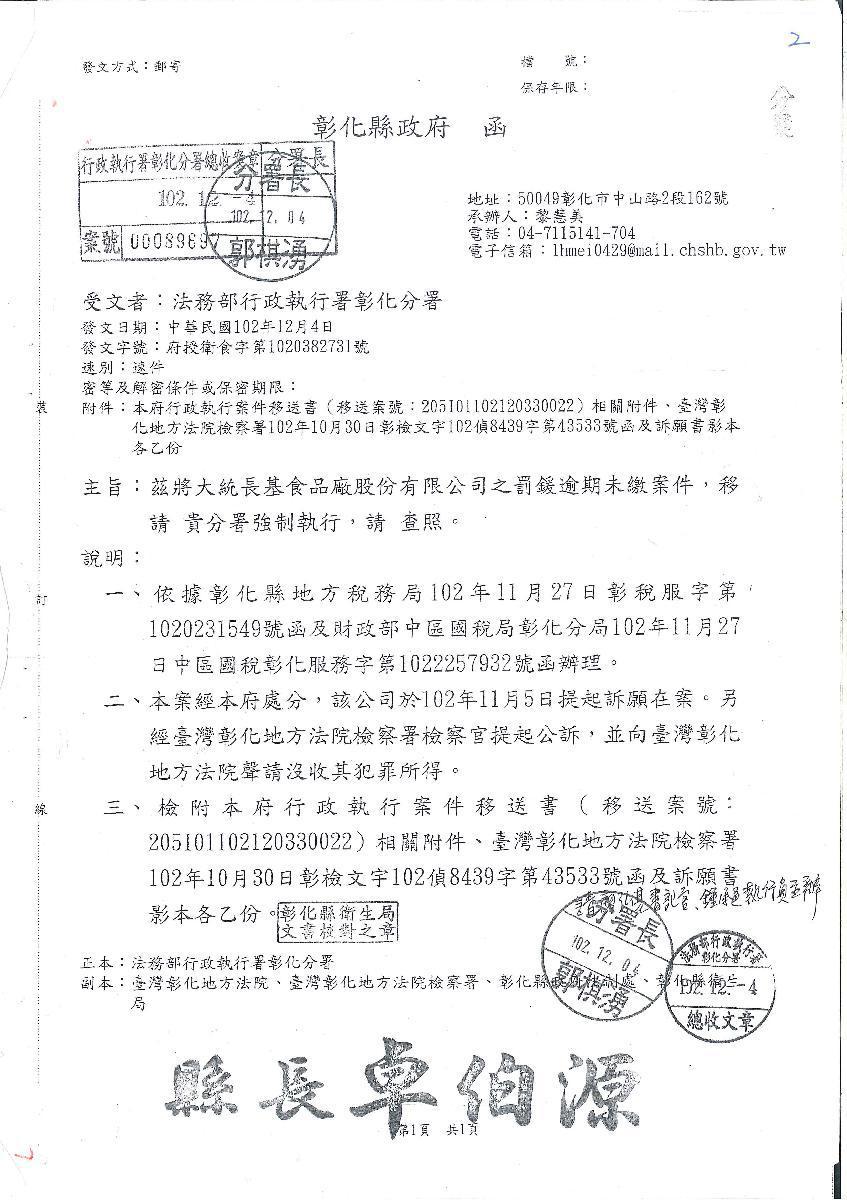 2
發文方式：郵寄
檔　號：
保存年限：
彰化縣政府　函
行政執行署彰化分署總收文章
分署長
102.12.-4
案號 00089697
分署長
102.12.04
郭棋湧
地址：50049彰化市中山路2段162號
承辦人：黎慧美
電話：04-7115141-704
電子信箱：lhmei0429@mail.chshb.gov.tw
受文者：法務部行政執行署彰化分署
發文日期：中華民國102年12月4日
發文字號：府授衛食字第1020382731號
速別：速件
密等及解密條件或保密期限：
附件：本府行政執行案件移送書（移送案號：205101102120330022）相關附件、臺灣彰
化地方法院檢察署102年10月30日彰檢文字102偵8439字第43533號函及訴願書影本
各乙份
主旨：茲將大統長基食品廠股份有限公司之罰鍰逾期未繳案件，移
請　貴分署強制執行，請　查照。
說明：
一、依據彰化縣地方稅務局102年11月27日彰稅服字第
1020231549號函及財政部中區國稅局彰化分局102年11月27
日中區國稅彰化服務字第1022257932號函辦理。
二、本案經本府處分，該公司於102年11月5日提起訴願在案。另
經臺灣彰化地方法院檢察署檢察官提起公訴，並向臺灣彰化
地方法院聲請沒收其犯罪所得。
三、檢附本府行政執行案件移送書（移送案號：
205101102120330022）相關附件、臺灣彰化地方法院檢察署
102年10月30日彰檢文字102偵8439字第43533號函及訴願書
影本各乙份。
彰化縣衛生局
文書核對之章
分署長
102.12.04
郭棋湧
法務部行政執行署
彰化分署
102.12.-4
總收文章
正本：法務部行政執行署彰化分署
副本：臺灣彰化地方法院、臺灣彰化地方法院檢察署、彰化縣政府法制處、彰化縣衛生
局
裝
訂
線
縣長卓伯源
第1頁　共1頁